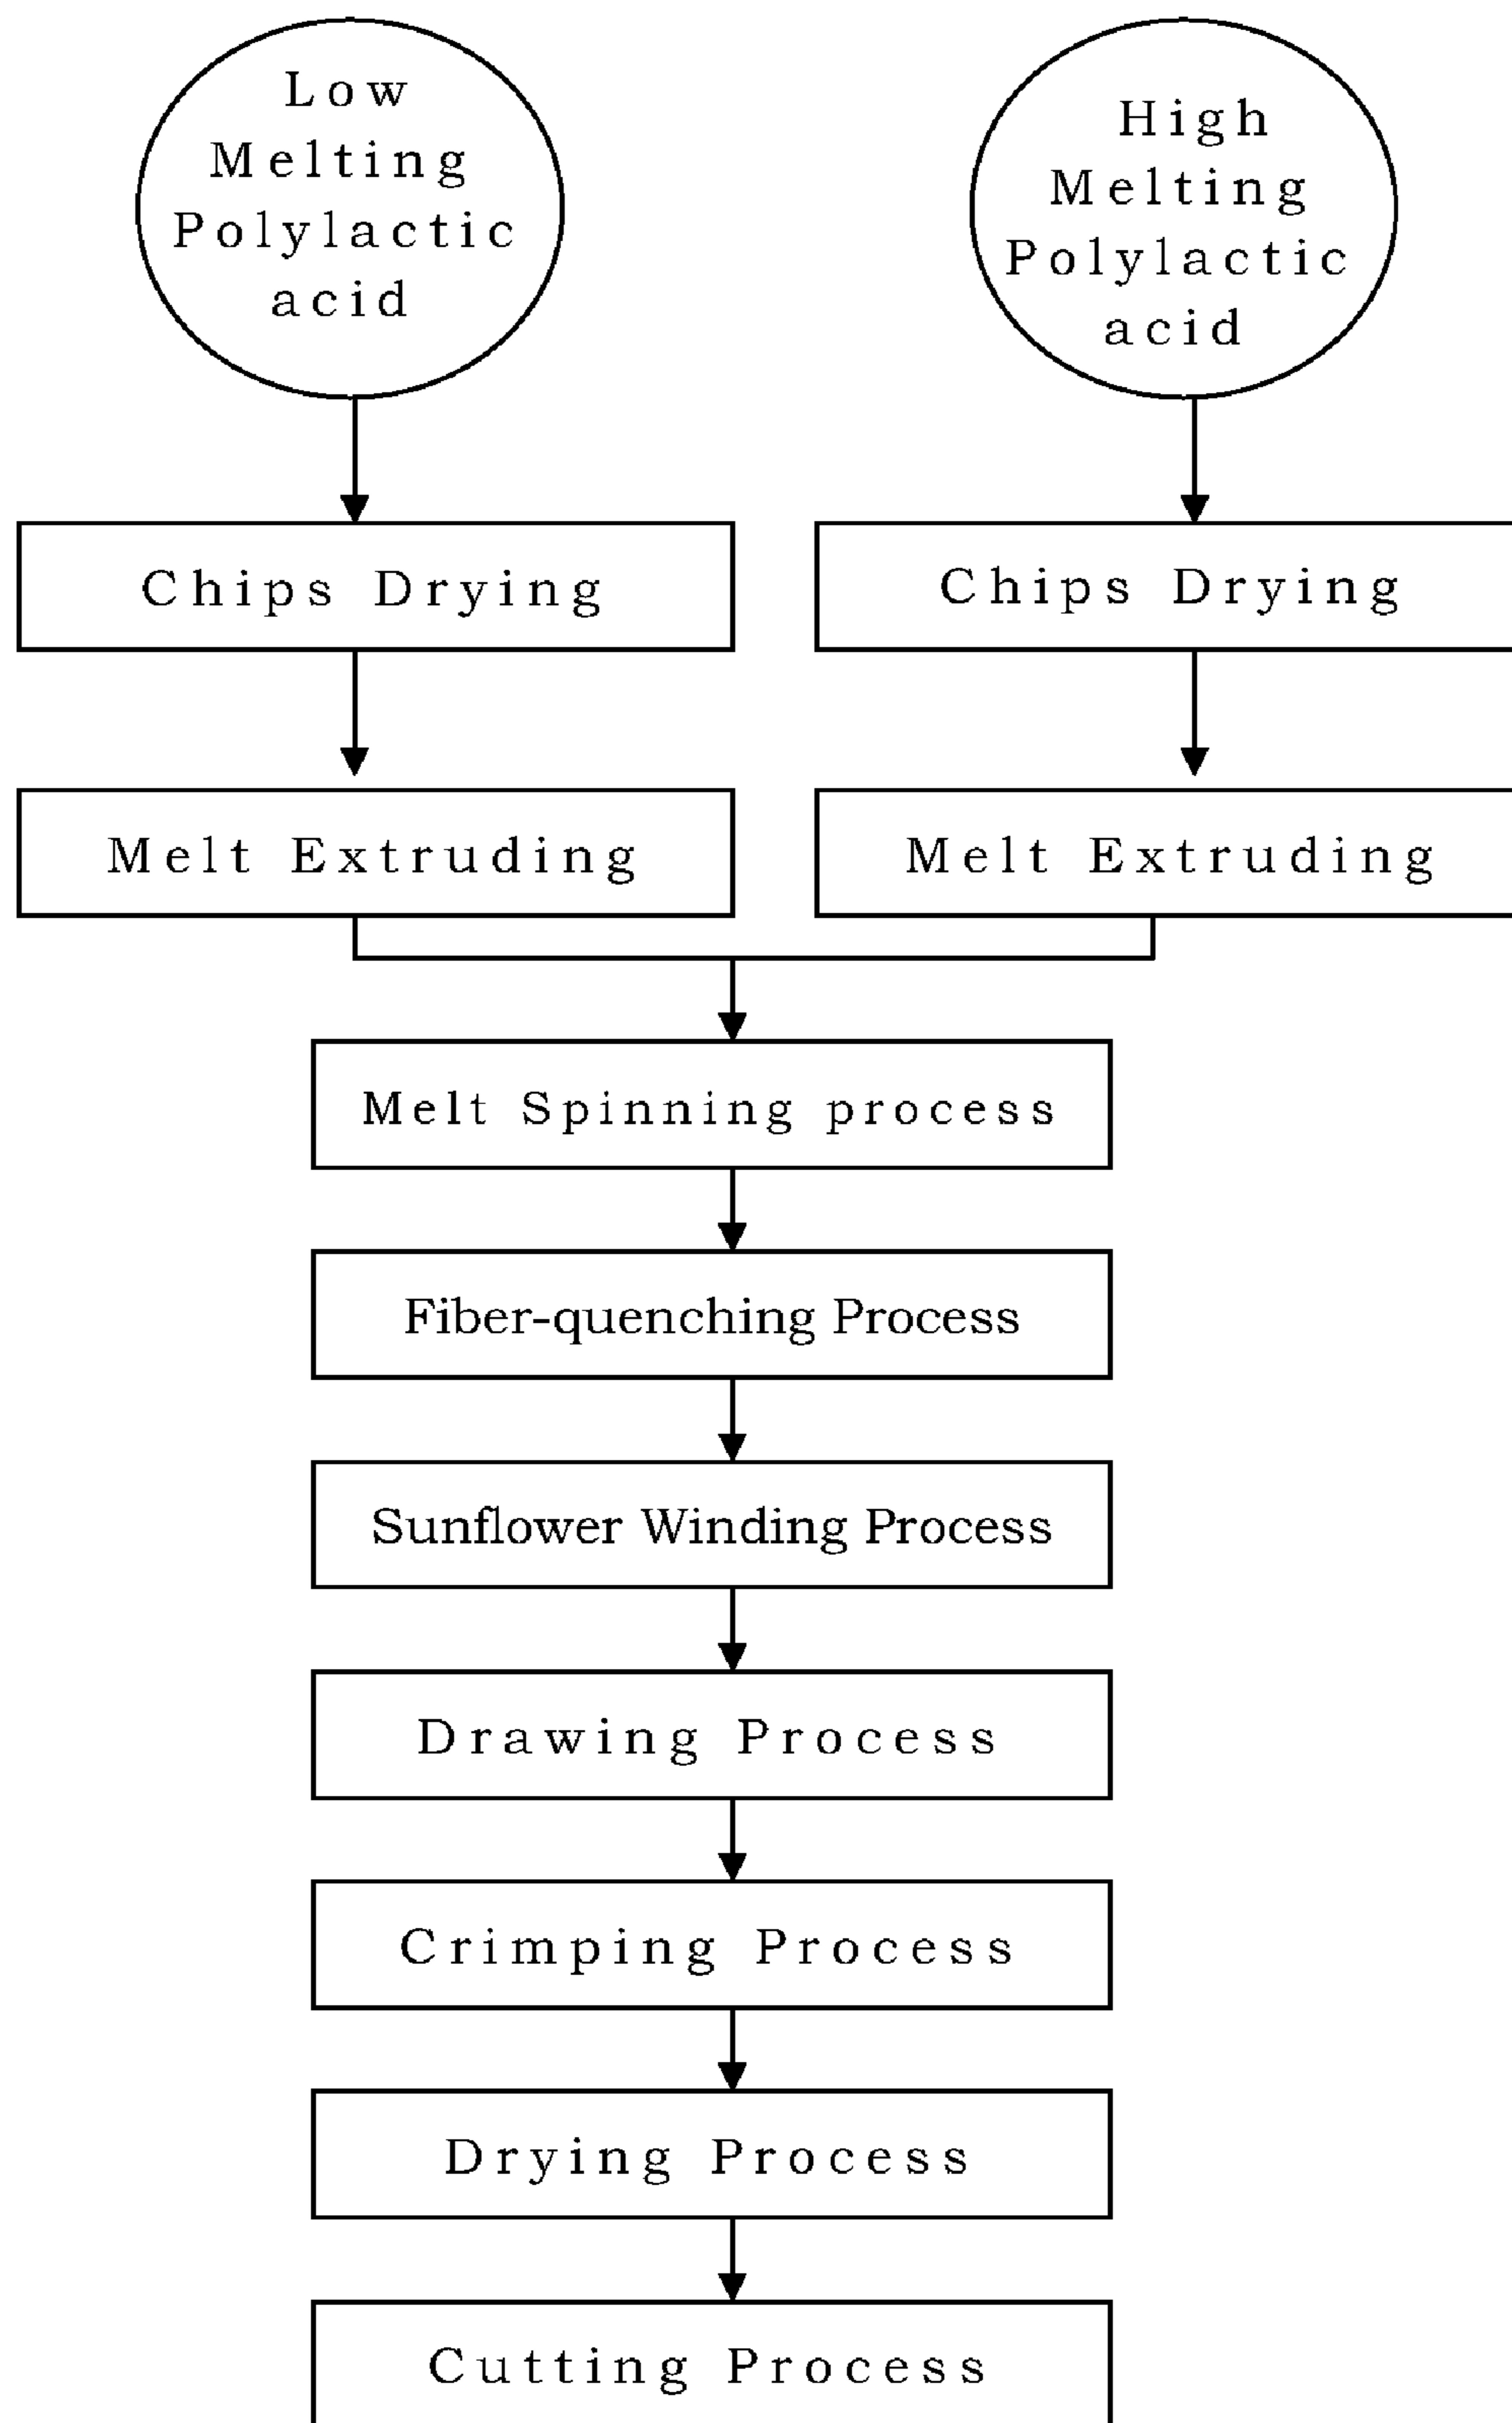 Low
Melting
Polylactic
acid
High
Melting
Polylactic
acid
Chips Drying
Chips Drying
Melt Extruding
Melt Extruding
Melt Spinning process
Fiber-quenching Process
Sunflower Winding Process
Drawing Process
Crimping Process
Drying Process
Cutting Process